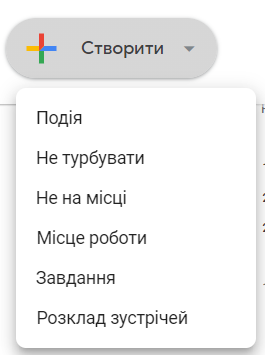 Створити
Подія
Не турбувати
Не на місці
Місце роботи
Завдання
Розклад зустрічей